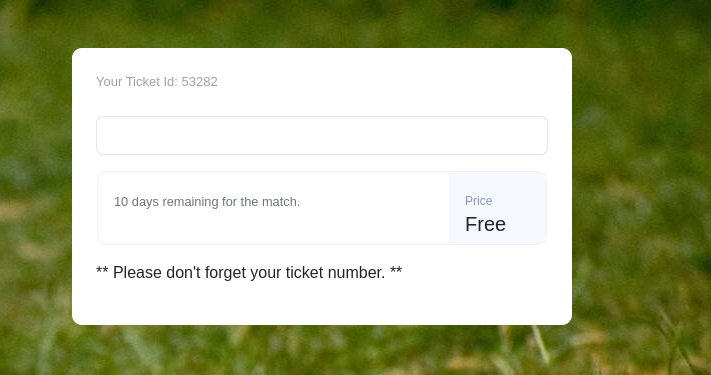 Your Ticket Id: 53282
10 days remaining for the match.
Price
Free
** Please don't forget your ticket number. **